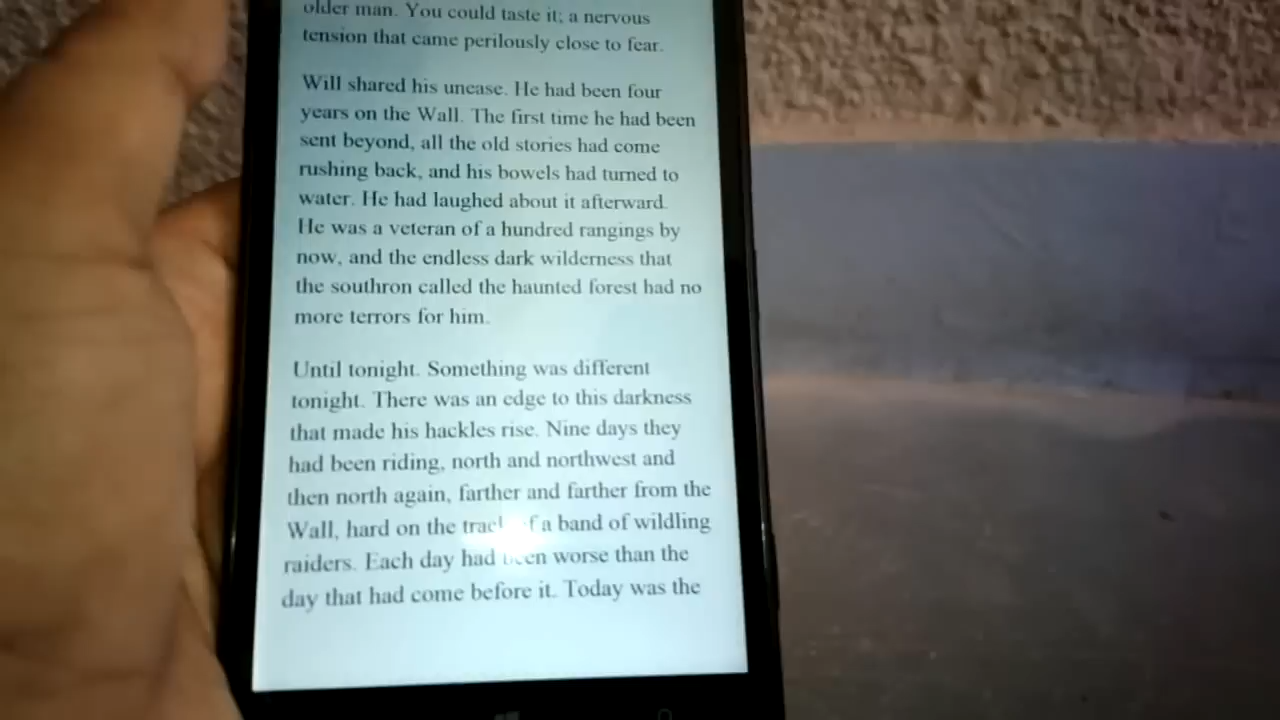 older man. You could taste it; a nervous
tension that came perilously close to fear.
Will shared his unease. He had been four
years on the Wall. The first time he had been
sent beyond, all the old stories had come
rushing back, and his bowels had turned to
water. He had laughed about it afterward.
He was a veteran of a hundred rangings by
now, and the endless dark wilderness that
the southron called the haunted forest had no
more terrors for him.
Until tonight. Something was different
tonight. There was an edge to this darkness
that made his hackles rise. Nine days they
had been riding, north and northwest and
then north again, farther and farther from the
Wall, hard on the a band of wildling
raiders. Each day had been worse than the
day that had come before it. Today was the